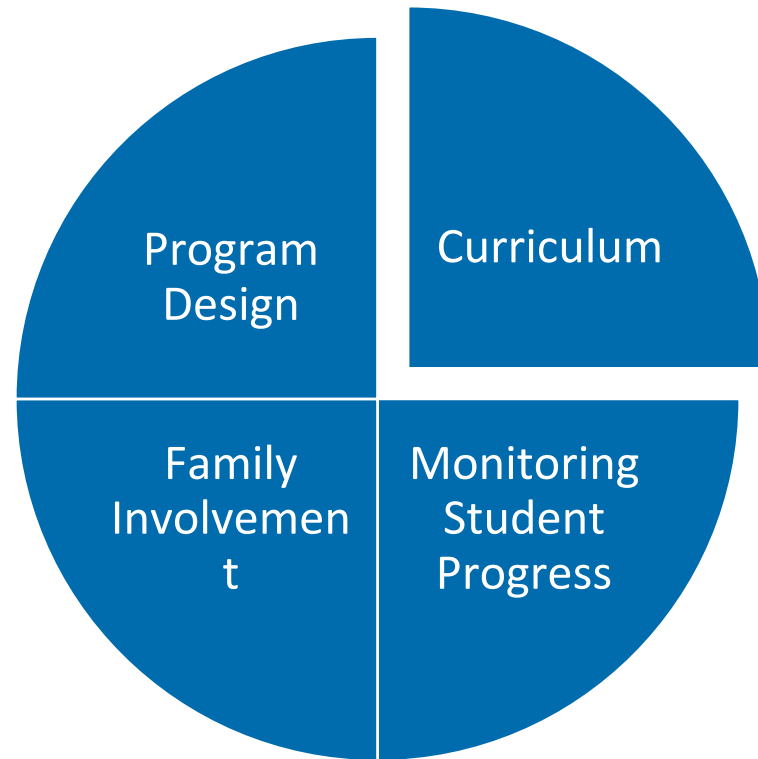 Program
Design
Curriculum
Family
Involvemen
t
Monitoring
Student
Progress